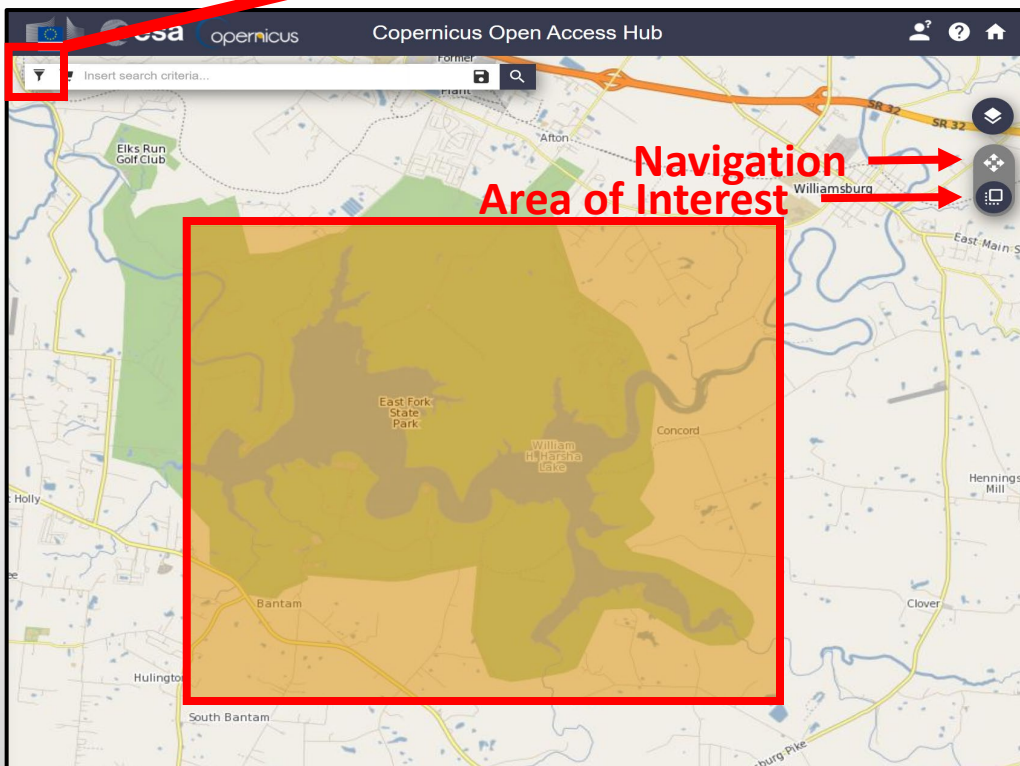 esa opernicus Copernicus Open Access Hub
Insert search criteria...
Former
Plant
SR 32
SR 32
Afton
Elks Run
Golf Club
Navigation
Williamsburg
Area of Interest
East Main S
East Fork
State
Park
William
H. Harsha
Lake
Concord
Hennings
Mill
Holly
Bantam
Clover
Hulington
South Bantam
burg Pike